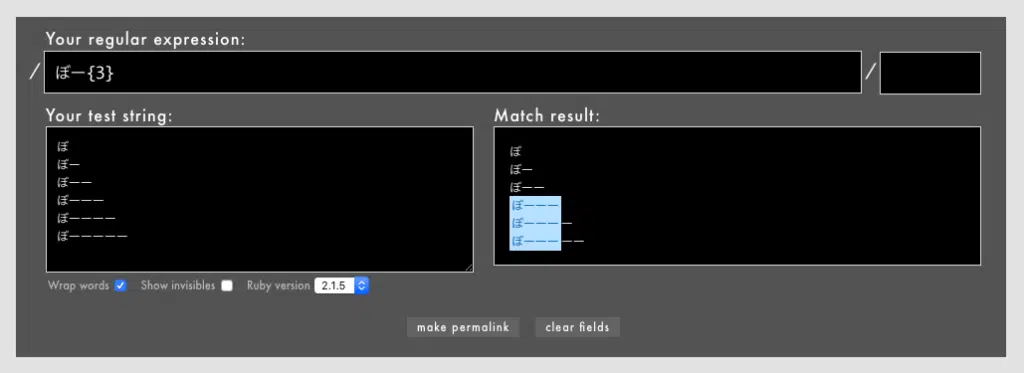 Your regular expression:
/ ぼー{3} /
Your test string:
ぼ
ぼー
ぼーー
ぼーーー
ぼーーーー
ぼーーーーー
Match result:
ぼ
ぼー
ぼーー
ぼーーー
ぼーーーー
ぼーーーーー
Wrap words Show invisibles Ruby version 2.1.5
make permalink clear fields